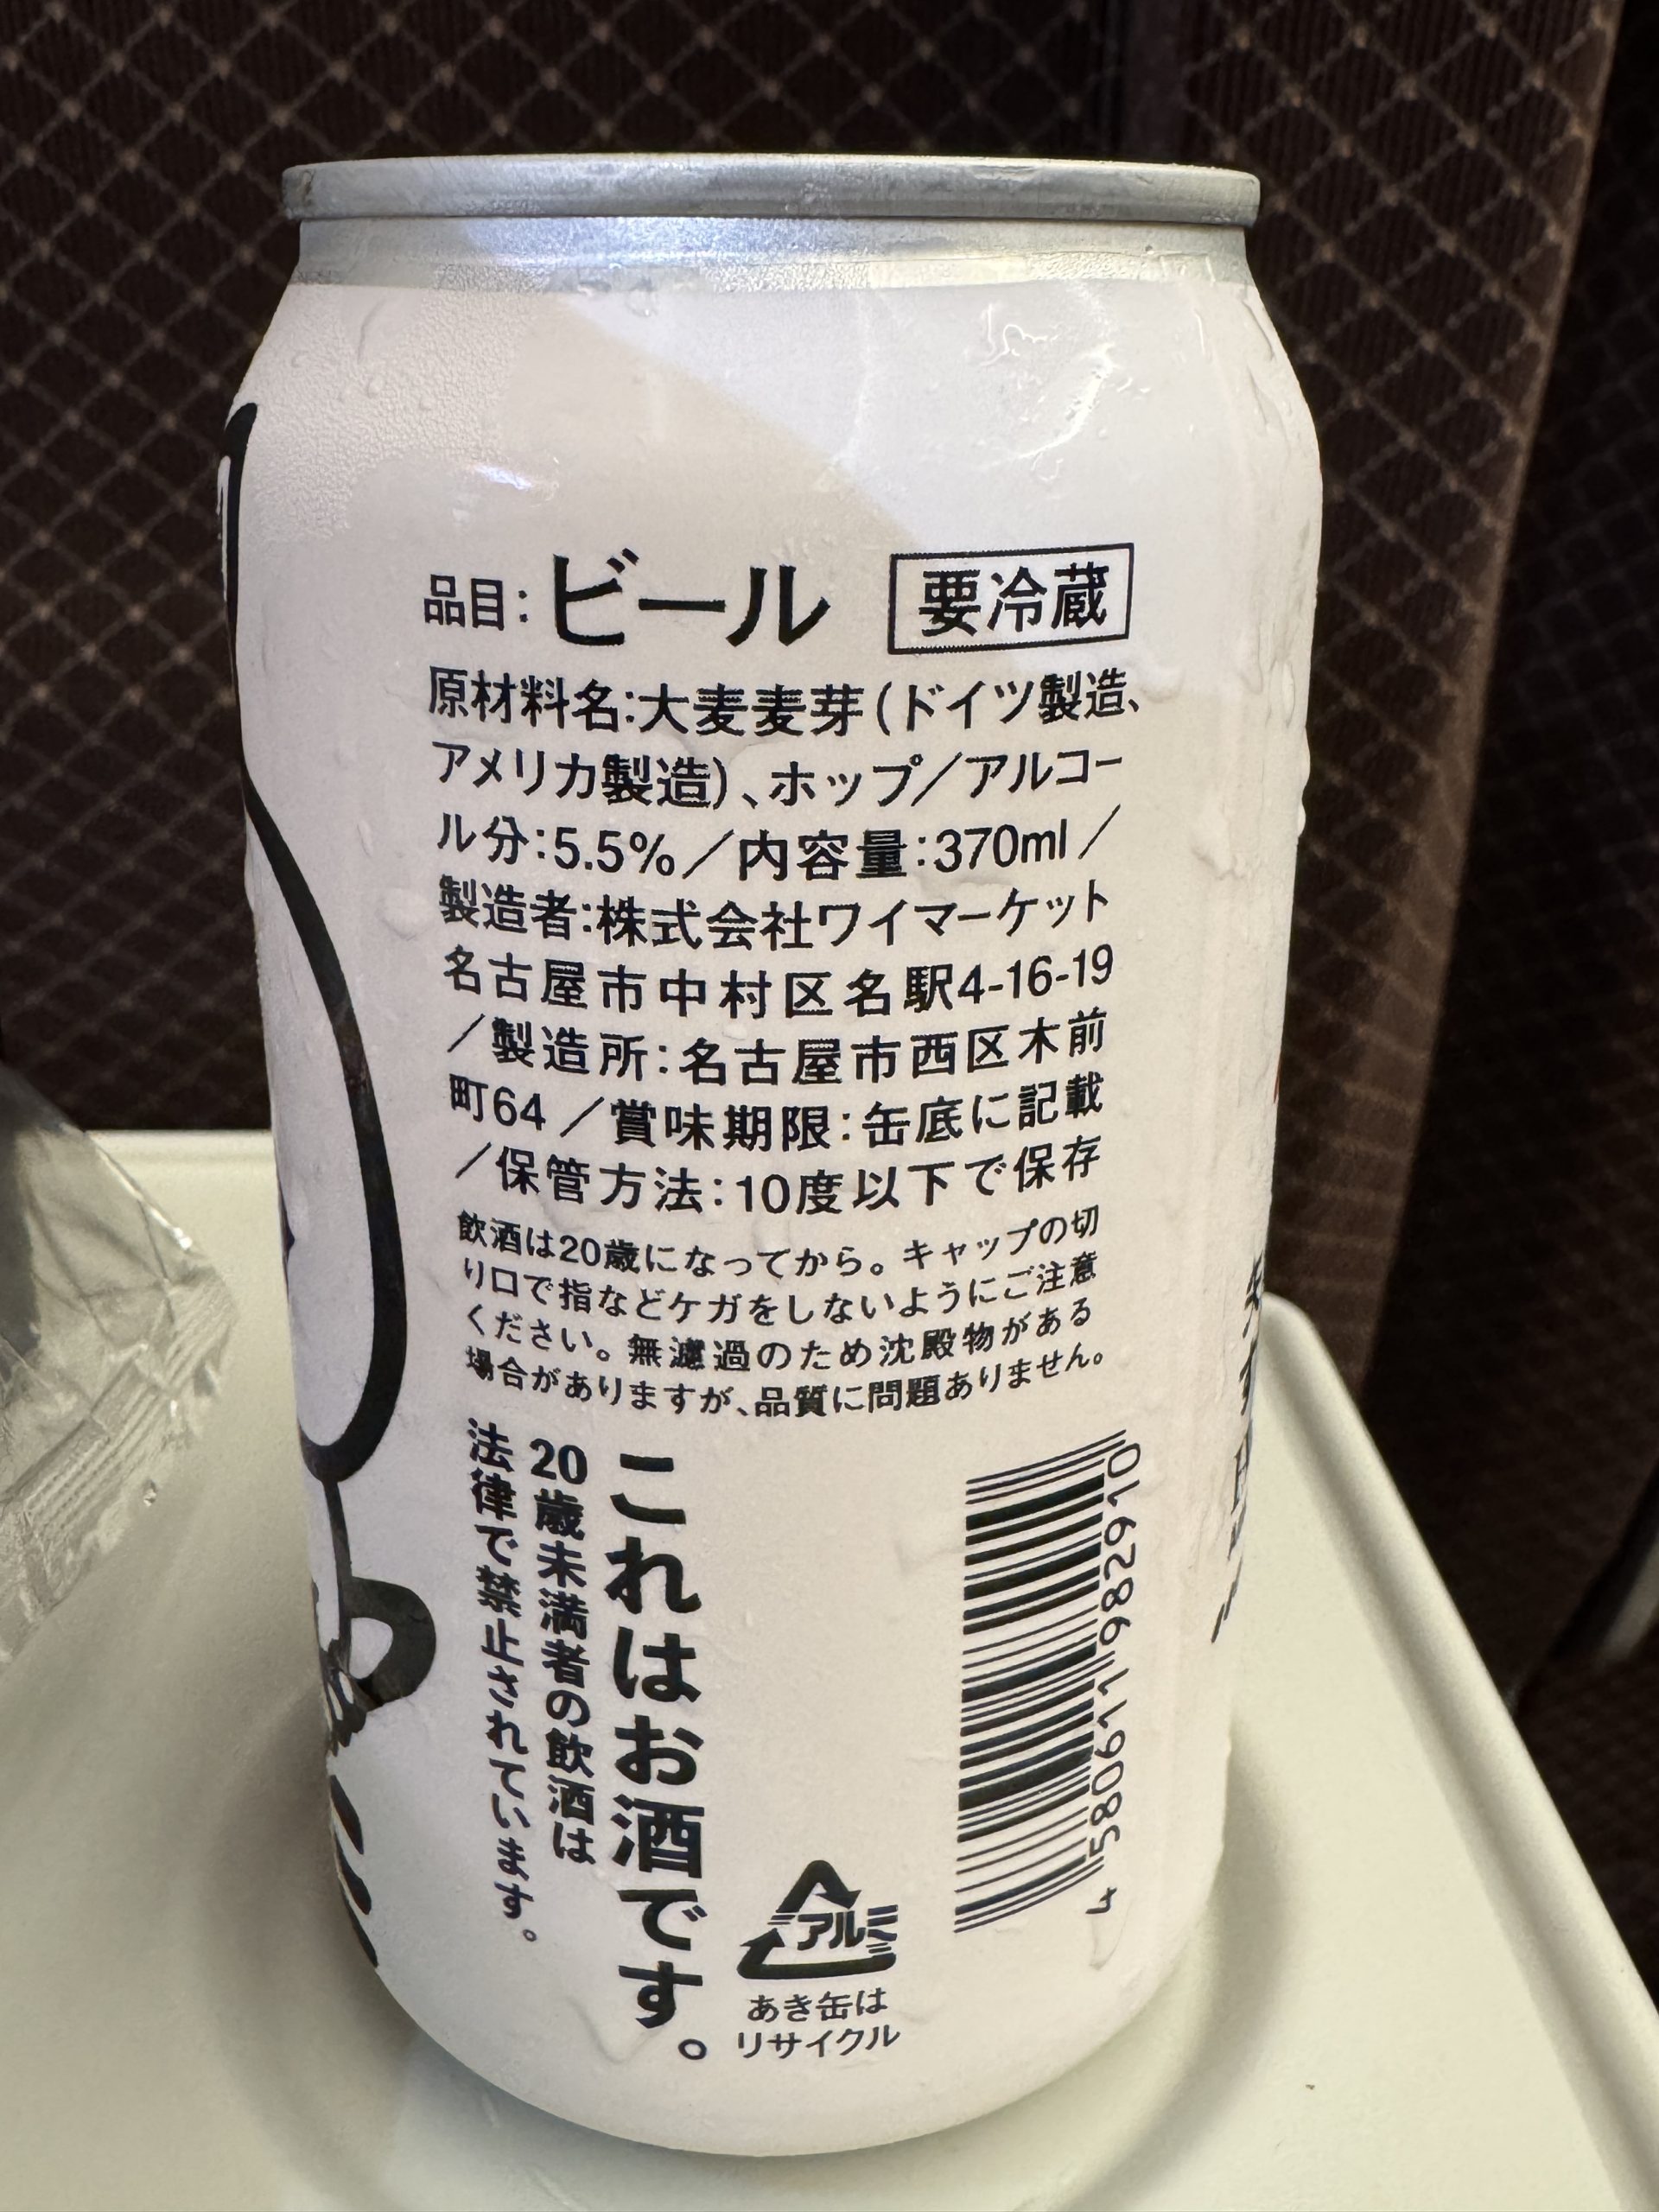 品目:ビール 要冷蔵
原材料名:大麦麦芽(ドイツ製造、
アメリカ製造)、ホップ/アルコー
ル分:5.5%/内容量:370ml/
製造者:株式会社ワイマーケット
名古屋市中村区名駅4-16-19
/製造所:名古屋市西区木前
町64/賞味期限:缶底に記載
/保管方法:10度以下で保存
飲酒は20歳になってから。キャップの切
り口で指などケガをしないようにご注意
ください。無濾過のため沈殿物がある
場合がありますが、品質に問題ありません。
これはお酒です。
20歳未満者の飲酒は
法律で禁止されています。
アルミ
あき缶は
リサイクル
4 580611 982910